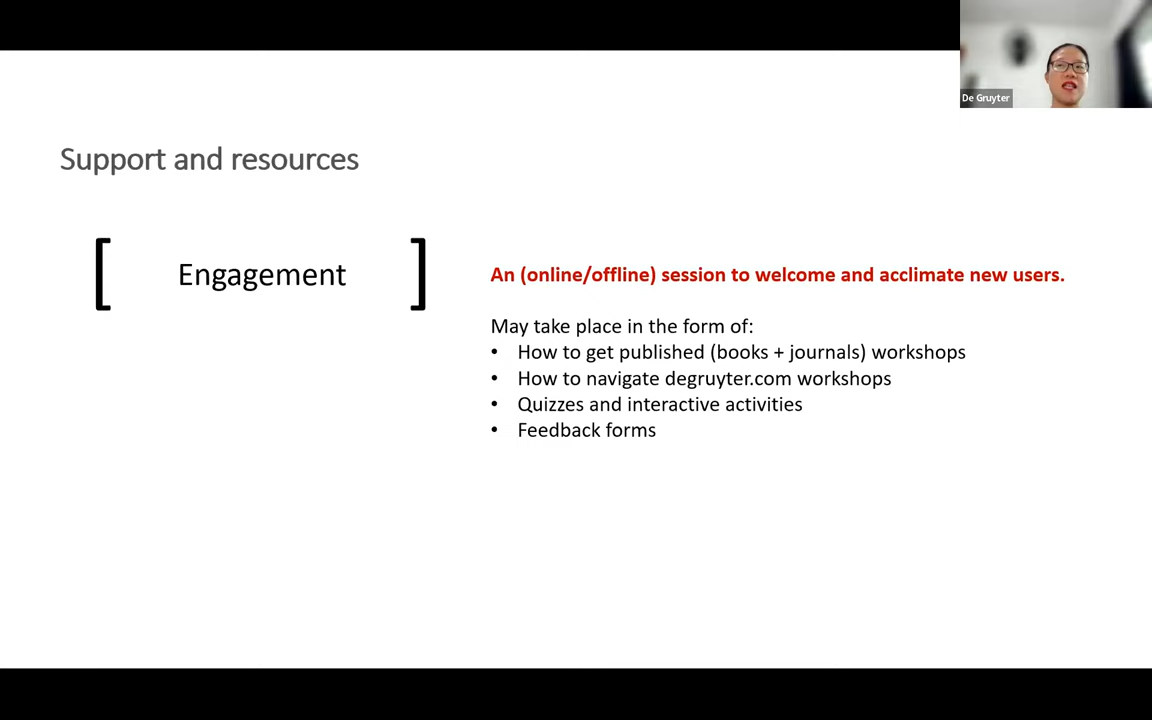 De Gruyter
Support and resources
[ Engagement ]
An (online/offline) session to welcome and acclimate new users.
May take place in the form of:
• How to get published (books + journals) workshops
• How to navigate degruyter.com workshops
• Quizzes and interactive activities
• Feedback forms